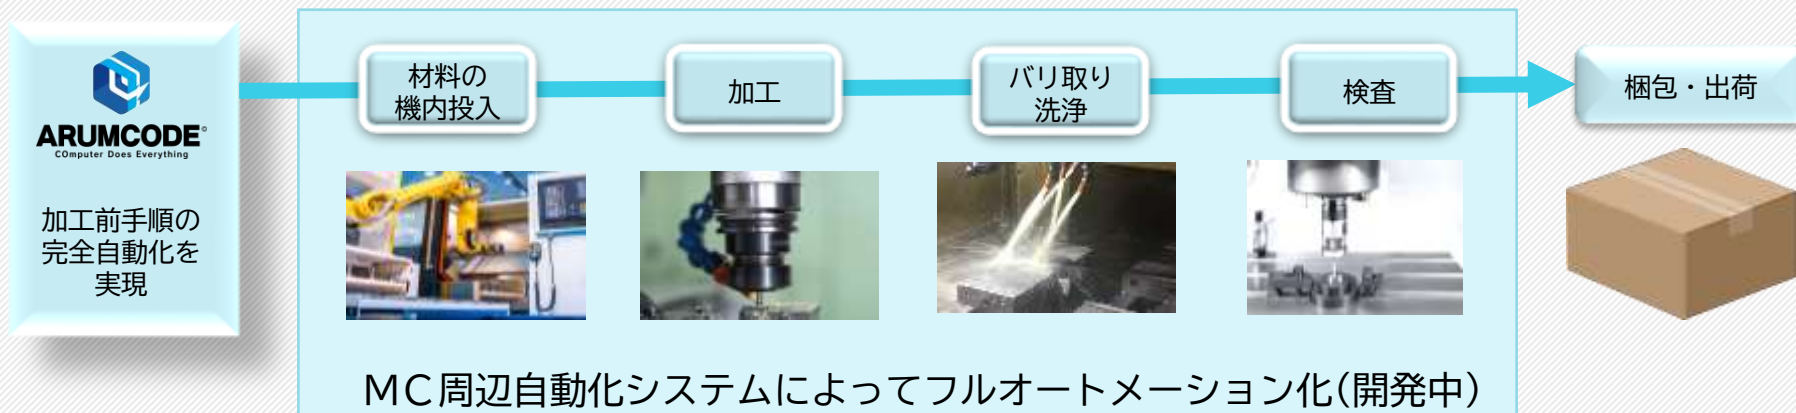 ARUMCODE®
COmputer Does Everything
加工前手順の
完全自動化を
実現
材料の
機内投入
加工
バリ取り
洗浄
検査
梱包・出荷
ＭＣ周辺自動化システムによってフルオートメーション化(開発中)